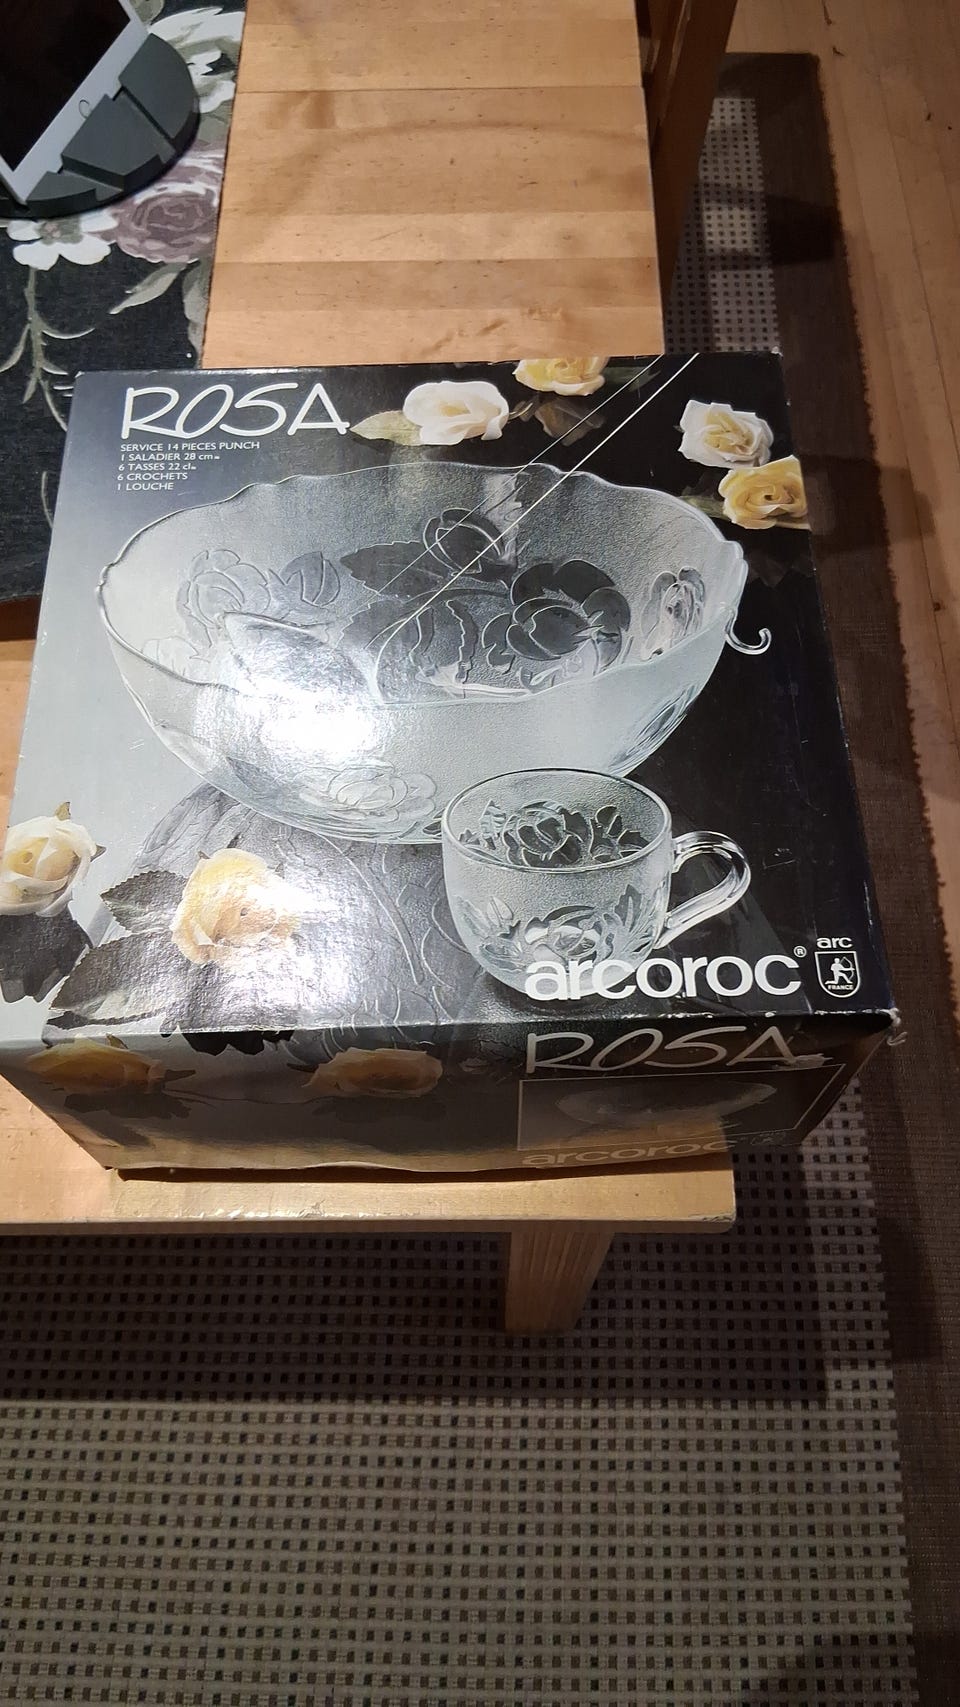 ROSA
SERVICE 14 PIECES PUNCH
1 SALADIER 28 cm
6 TASSES 22 cl
6 CROCHETS
1 LOUCHE
arcoroc®
arc
FRANCE
ROSA
arcoroc